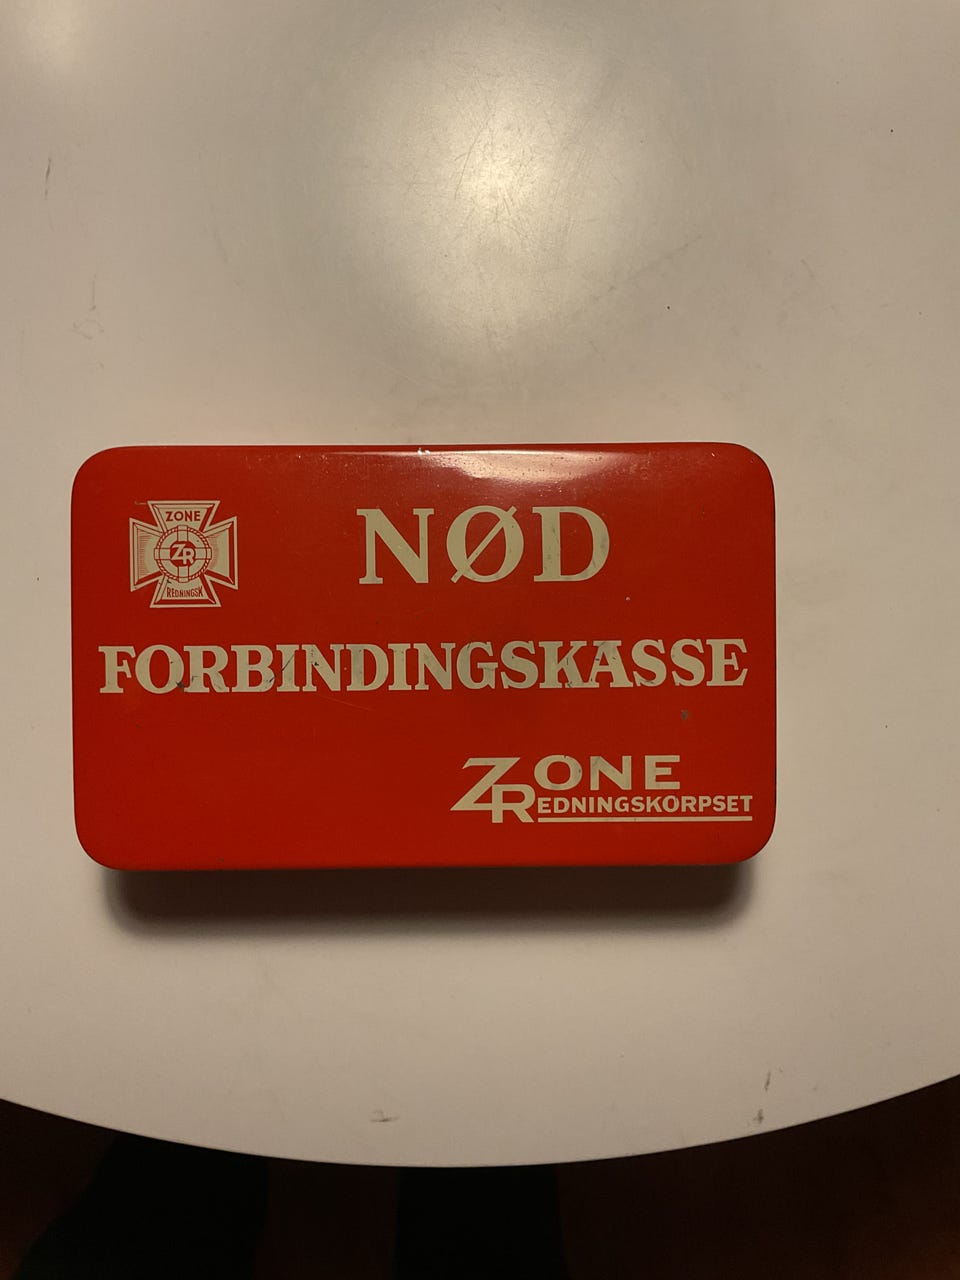 ZONE
ZR
REDNINGSK
NØD
FORBINDINGSKASSE
ZONE
REDNINGSKORPSET